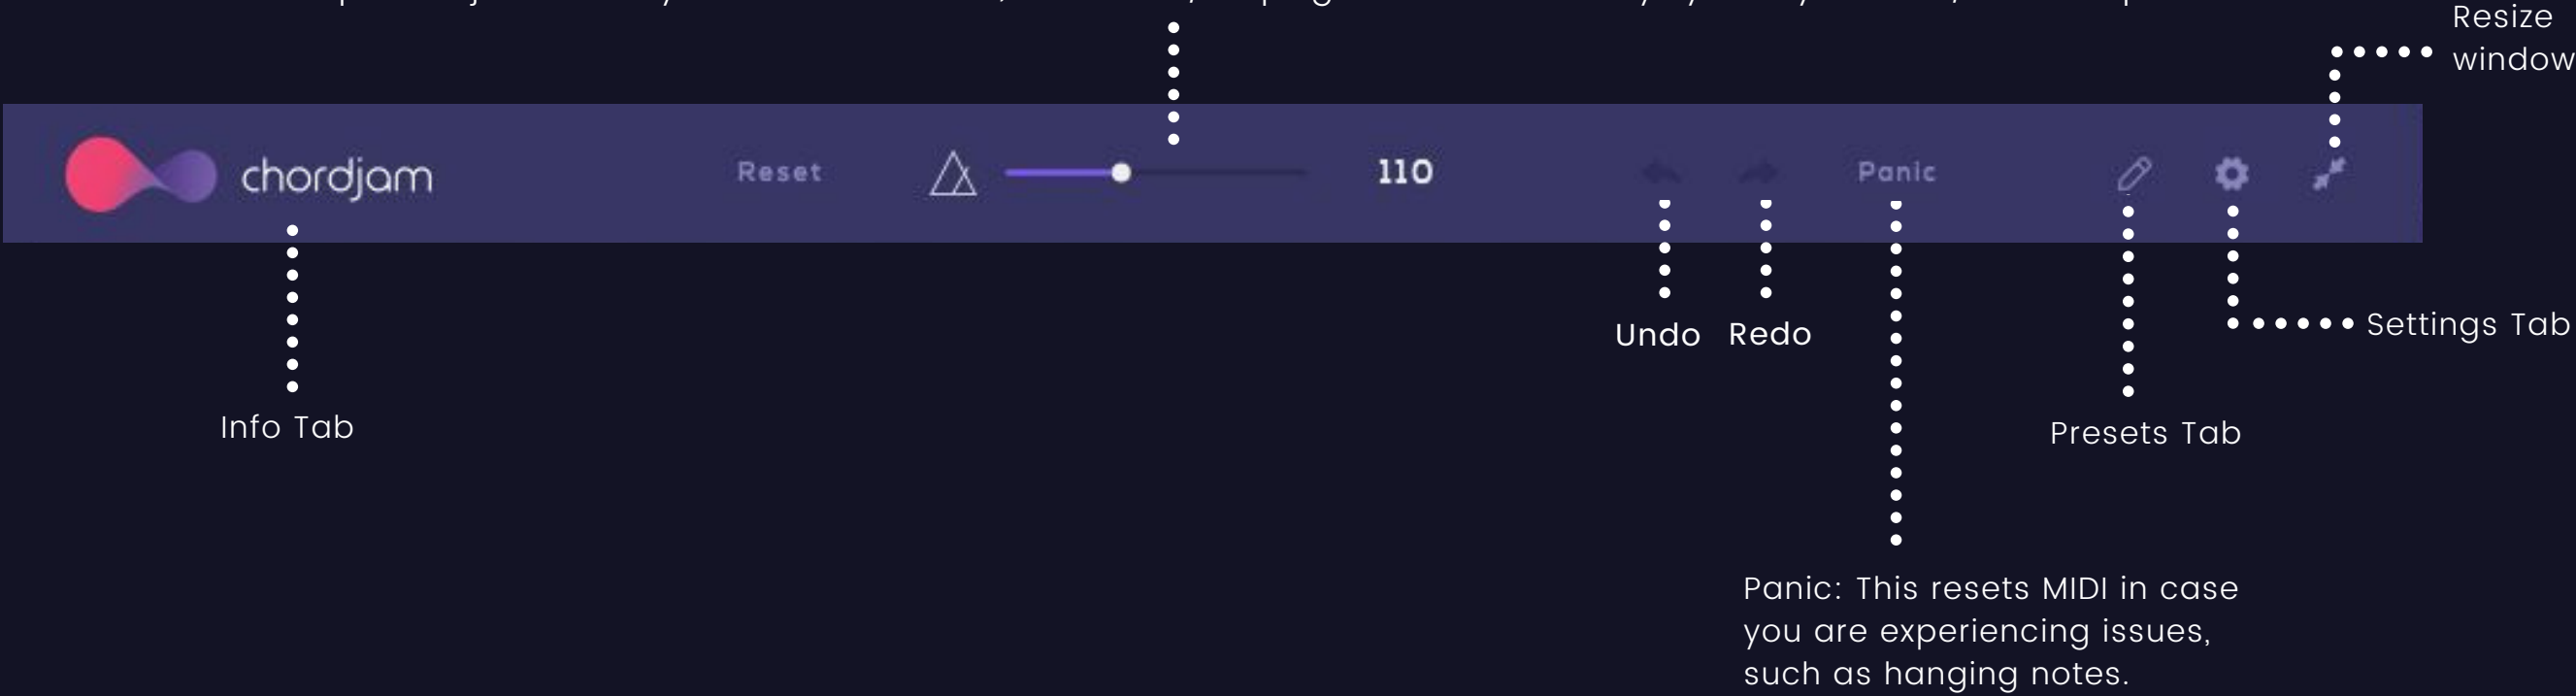 Resize
window
chordjam
Reset
110
Panic
Undo
Redo
Settings Tab
Info Tab
Presets Tab
Panic: This resets MIDI in case
you are experiencing issues,
such as hanging notes.